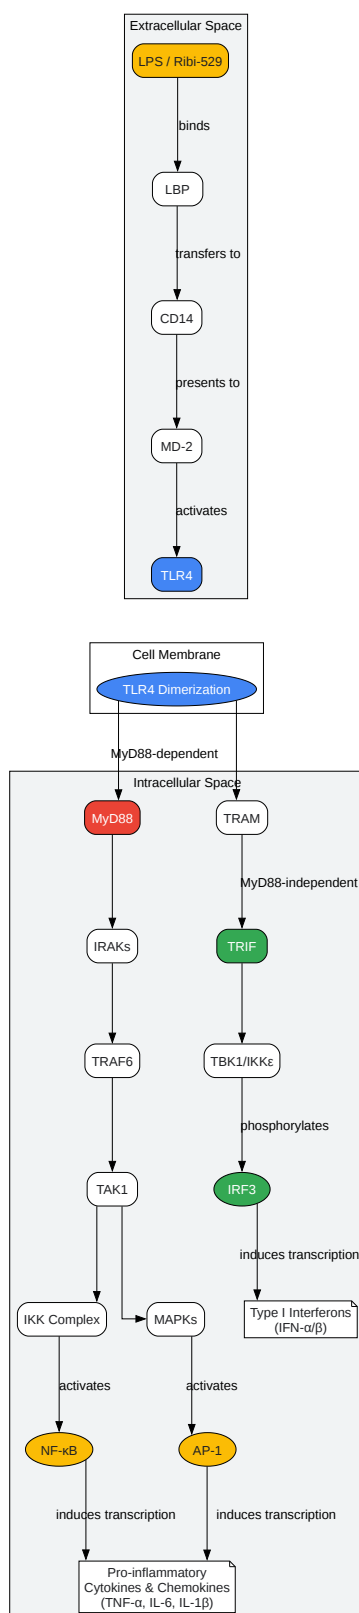 Extracellular Space
LPS / Ribi-529
binds
LBP
transfers to
CD14
presents to
MD-2
activates
TLR4
Cell Membrane
TLR4 Dimerization
MyD88-dependent
Intracellular Space
MyD88
TRAM
MyD88-independent
IRAKs
TRIF
TRAF6
TBK1/IKKε
phosphorylates
TAK1
IRF3
induces transcription
IKK Complex
MAPKs
Type I Interferons
(IFN-α/β)
activates
activates
NF-κB
AP-1
induces transcription
induces transcription
Pro-inflammatory
Cytokines & Chemokines
(TNF-α, IL-6, IL-1β)